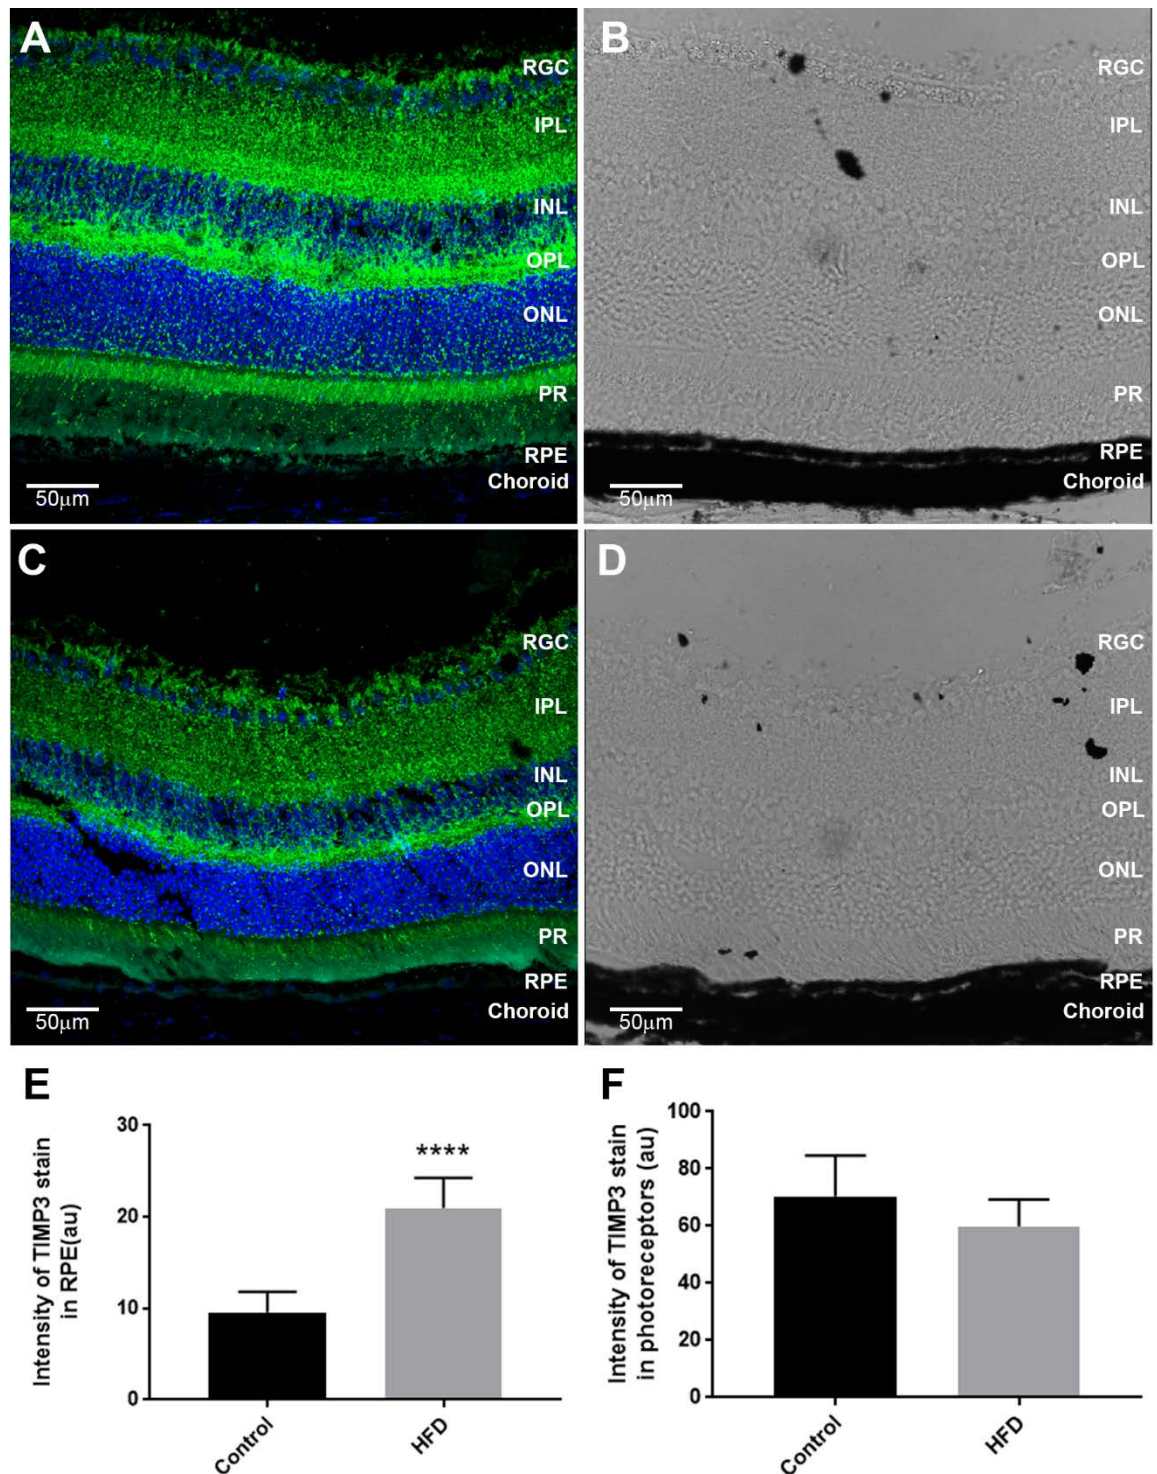 A
RGC
IPL
INL
OPL
ONL
PR
RPE
Choroid
50μm
B
RGC
IPL
INL
OPL
ONL
PR
RPE
Choroid
50μm
C
RGC
IPL
INL
OPL
ONL
PR
RPE
Choroid
50μm
D
RGC
IPL
INL
OPL
ONL
PR
RPE
Choroid
50μm
E
Intensity of TIMP3 stain
in RPE(au)
30
20
10
0
****
Control
HFD
F
Intensity of TIMP3 stain
in photoreceptors (au)
100
80
60
40
20
0
Control
HFD